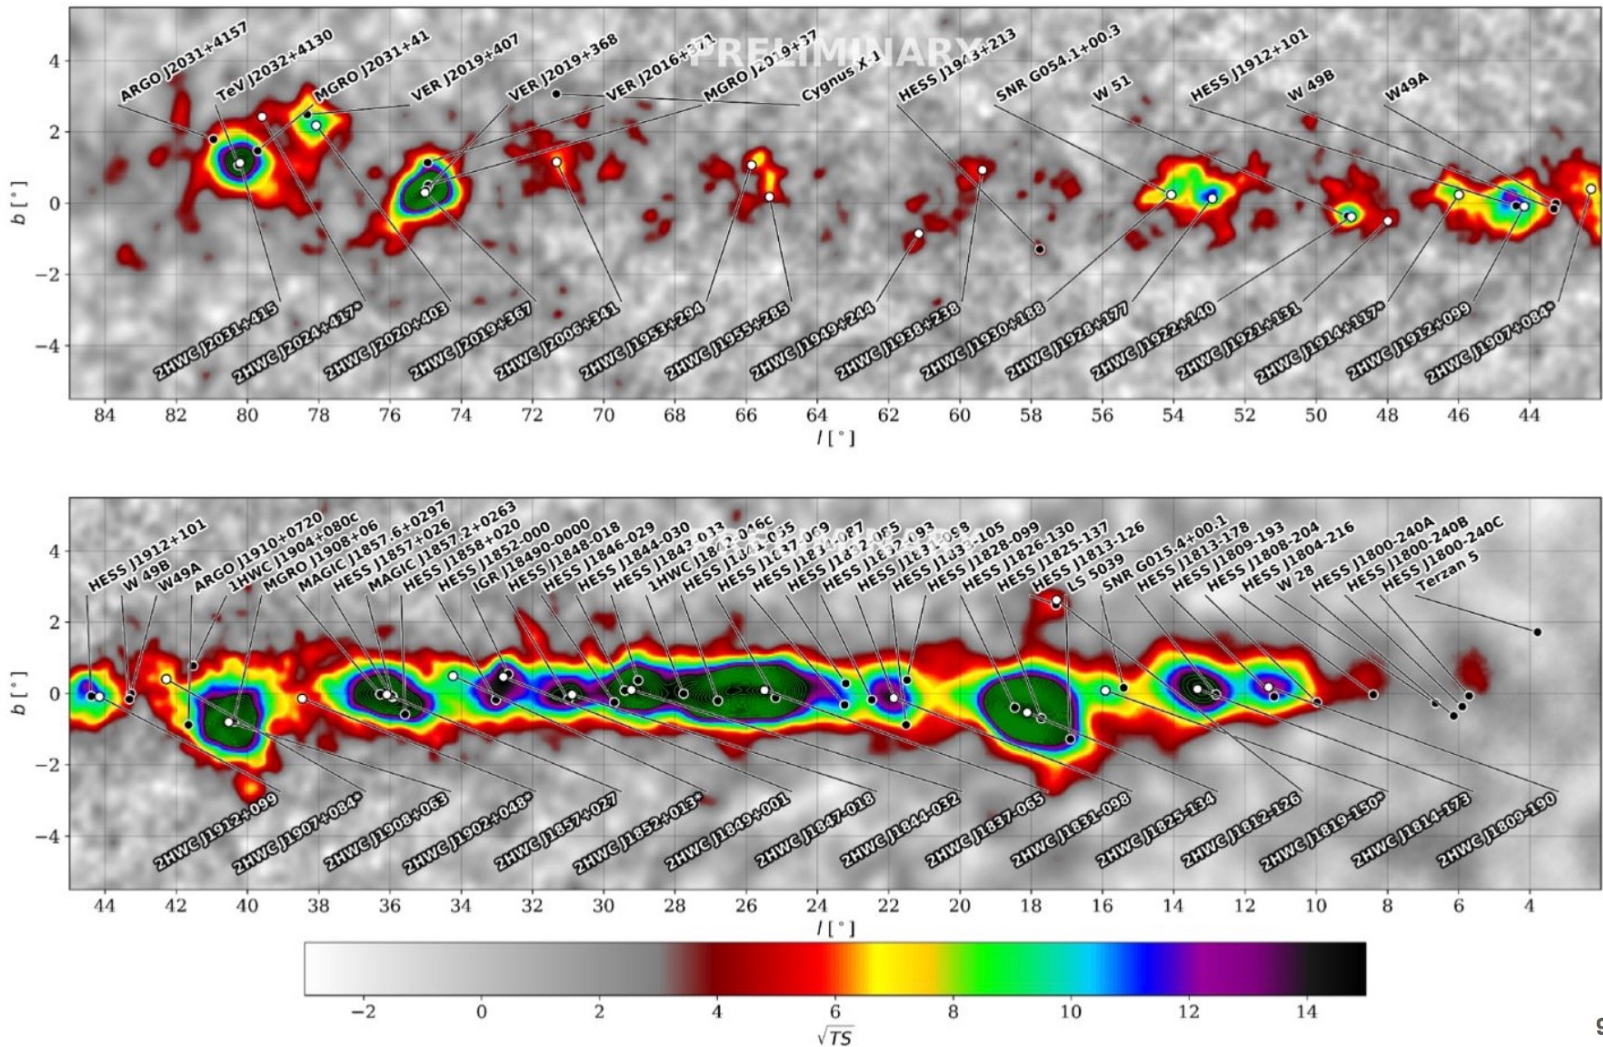 PRELIMINARY
ARGO J2031+4157
TeV J2032+4130
MGRO J2031+41
VER J2019+407
VER J2019+368
VER J2016+371
MGRO J2019+37
Cygnus X-1
HESS J1943+213
SNR G054.1+00.3
W 51
HESS J1912+101
W 49B
W49A
4
2
0
−2
−4
b [°]
2HWC J2031+415
2HWC J2024+417*
2HWC J2020+403
2HWC J2019+367
2HWC J2006+341
2HWC J1953+294
2HWC J1955+285
2HWC J1949+244
2HWC J1938+238
2HWC J1930+188
2HWC J1928+177
2HWC J1922+140
2HWC J1921+131
2HWC J1914+117*
2HWC J1912+099
2HWC J1907+084*
84 82 80 78 76 74 72 70 68 66 64 62 60 58 56 54 52 50 48 46 44
l [°]
PRELIMINARY
HESS J1912+101
W 49B
W49A
ARGO J1910+0720
1HWC J1904+080c
MGRO J1908+06
MAGIC J1857.6+0297
HESS J1857+026
MAGIC J1857.2+0263
HESS J1858+020
HESS J1852-000
IGR J18490-0000
HESS J1848-018
HESS J1846-029
HESS J1844-030
HESS J1828-099
HESS J1826-130
HESS J1825-137
HESS J1813-126
LS 5039
SNR G015.4+00.1
HESS J1813-178
HESS J1809-193
HESS J1808-204
HESS J1804-216
W 28
HESS J1800-240A
HESS J1800-240B
HESS J1800-240C
Terzan 5
4
2
0
−2
−4
b [°]
2HWC J1912+099
2HWC J1907+084*
2HWC J1908+063
2HWC J1902+048*
2HWC J1857+027
2HWC J1852+013*
2HWC J1849+001
2HWC J1847-018
2HWC J1844-032
2HWC J1837-065
2HWC J1831-098
2HWC J1825-134
2HWC J1812-126
2HWC J1819-150*
2HWC J1814-173
2HWC J1809-190
44 42 40 38 36 34 32 30 28 26 24 22 20 18 16 14 12 10 8 6 4
l [°]
−2 0 2 4 6 8 10 12 14
√TS